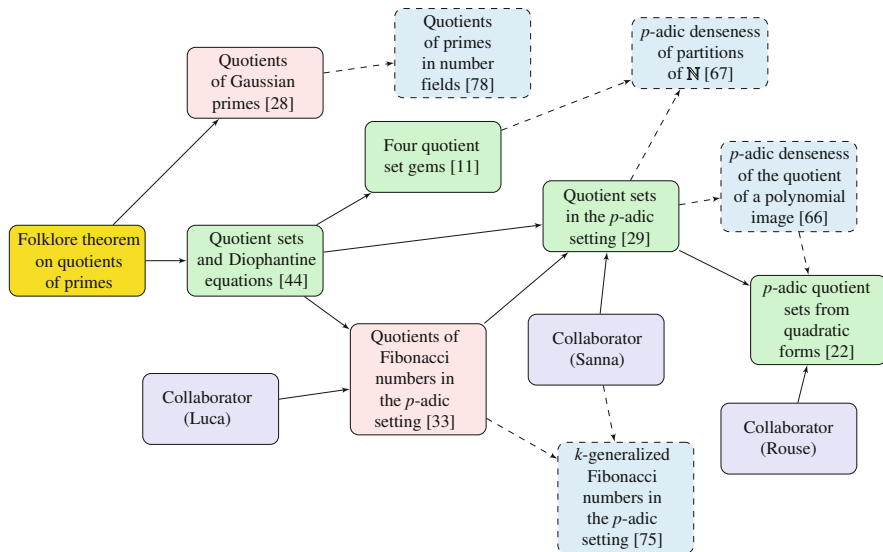 Quotients
of Gaussian
primes [28]
Quotients
of primes
in number
fields [78]
p-adic denseness
of partitions
of ℕ [67]
Four quotient
set gems [11]
p-adic denseness
of the quotient
of a polynomial
image [66]
Folklore theorem
on quotients
of primes
Quotient sets
and Diophantine
equations [44]
Quotient sets
in the p-adic
setting [29]
p-adic quotient
sets from
quadratic
forms [22]
Collaborator
(Luca)
Quotients of
Fibonacci
numbers in
the p-adic
setting [33]
Collaborator
(Sanna)
Collaborator
(Rouse)
k-generalized
Fibonacci
numbers in
the p-adic
setting [75]